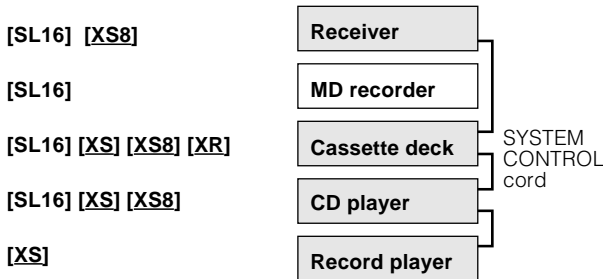 [SL16] [XS8] Receiver
[SL16] MD recorder
[SL16] [XS] [XS8] [XR] Cassette deck
SYSTEM
CONTROL
cord
[SL16] [XS] [XS8] CD player
[XS] Record player